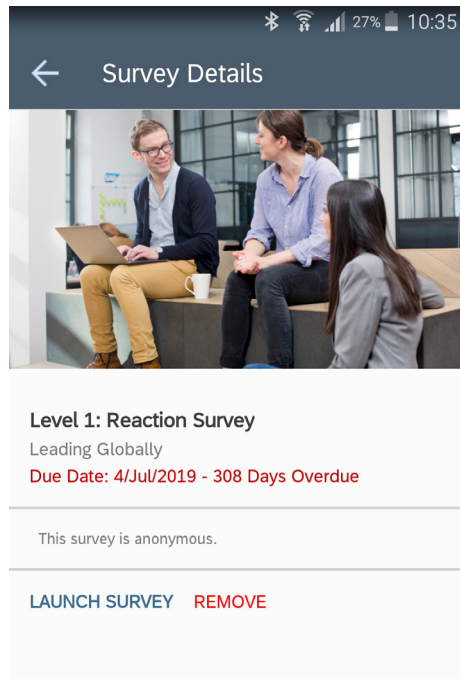 27% 10:35
Survey Details
Level 1: Reaction Survey
Leading Globally
Due Date: 4/Jul/2019 - 308 Days Overdue
This survey is anonymous.
LAUNCH SURVEY REMOVE